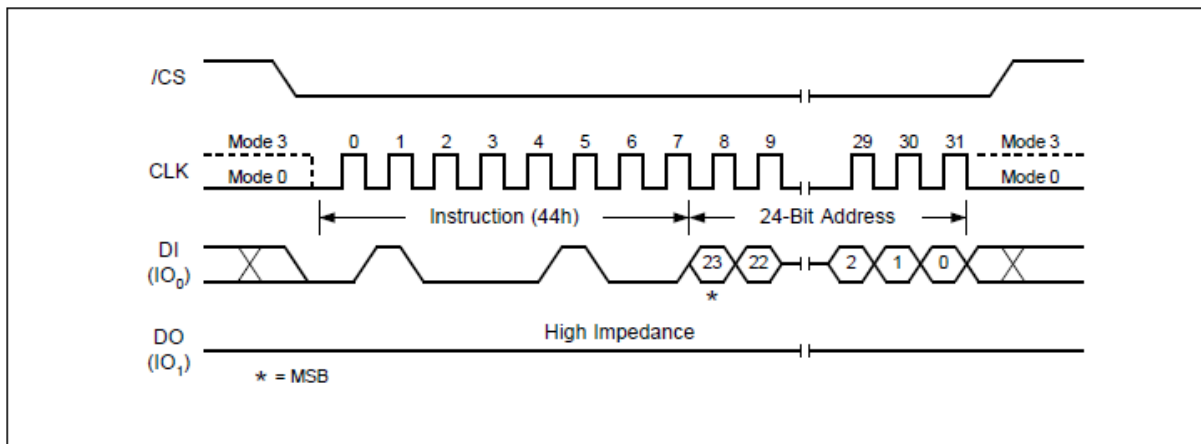 /CS
Mode 3 0 1 2 3 4 5 6 7 8 9 29 30 31 Mode 3
CLK Mode 0 Mode 0
Instruction (44h) 24-Bit Address
DI
(IO0) 23 22 2 1 0
*
DO High Impedance
(IO1)
* = MSB